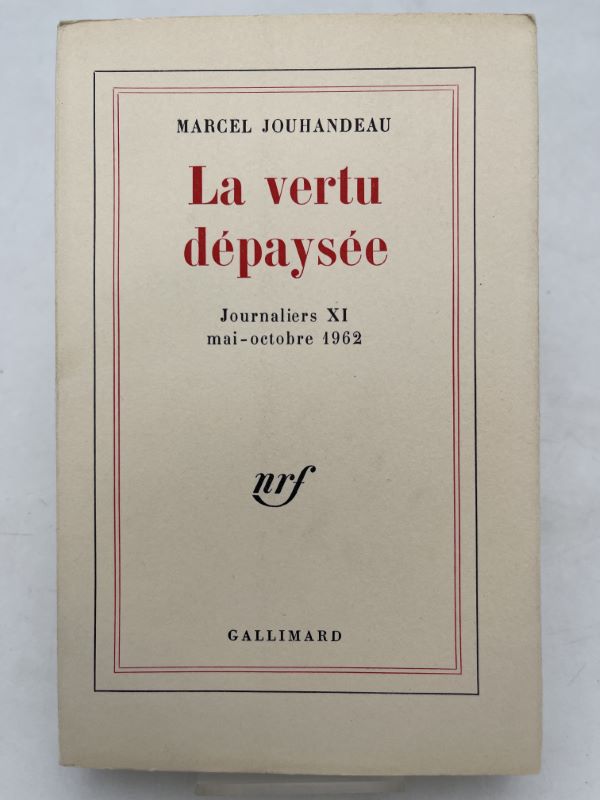 MARCEL JOUHANDEAU
La vertu
dépaysée
Journaliers XI
mai-octobre 1962
nrf
GALLIMARD